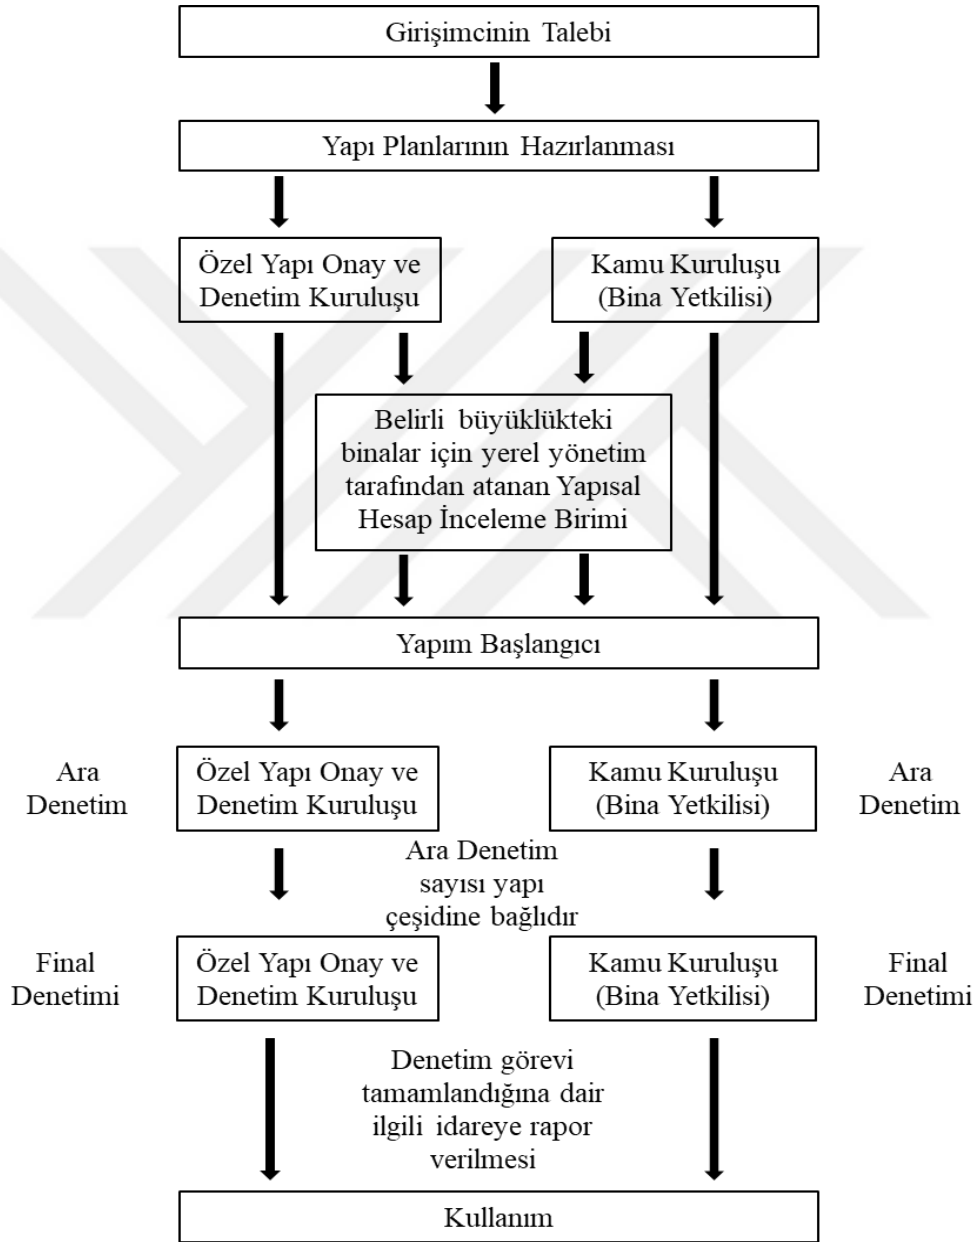 Girişimcinin Talebi
Yapı Planlarının Hazırlanması
Özel Yapı Onay ve
Denetim Kuruluşu
Kamu Kuruluşu
(Bina Yetkilisi)
Belirli büyüklükteki
binalar için yerel yönetim
tarafından atanan Yapısal
Hesap İnceleme Birimi
Yapım Başlangıcı
Ara
Denetim
Özel Yapı Onay ve
Denetim Kuruluşu
Kamu Kuruluşu
(Bina Yetkilisi)
Ara
Denetim
Ara Denetim
sayısı yapı
çeşidine bağlıdır
Final
Denetimi
Özel Yapı Onay ve
Denetim Kuruluşu
Kamu Kuruluşu
(Bina Yetkilisi)
Final
Denetimi
Denetim görevi
tamamlandığına dair
ilgili idareye rapor
verilmesi
Kullanım